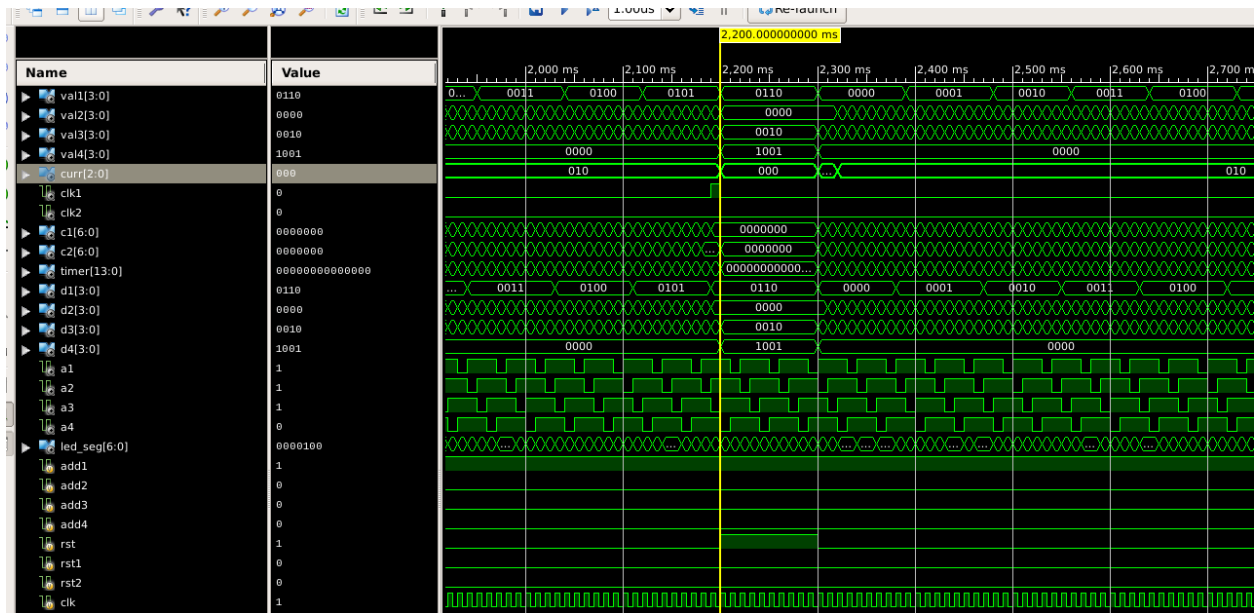 1.00us Re-launch
2,200.000000000 ms
Name Value 2,000 ms 2,100 ms 2,200 ms 2,300 ms 2,400 ms 2,500 ms 2,600 ms 2,700 m
val1[3:0] 0110 0... 0011 0100 0101 0110 0000 0001 0010 0011 0100
val2[3:0] 0000 0000
val3[3:0] 0010 0010
val4[3:0] 1001 0000 1001 0000
curr[2:0] 000 010 000 ... 010
clk1 0
clk2 0
c1[6:0] 0000000 0000000
c2[6:0] 0000000 ... 0000000
timer[13:0] 00000000000000 00000000000...
d1[3:0] 0110 ... 0011 0100 0101 0110 0000 0001 0010 0011 0100
d2[3:0] 0000 0000
d3[3:0] 0010 0010
d4[3:0] 1001 0000 1001 0000
a1 1
a2 1
a3 1
a4 0
led_seg[6:0] 0000100 ... ... ... ... ... ... ... ... ...
add1 1
add2 0
add3 0
add4 0
rst 1
rst1 0
rst2 0
clk 1